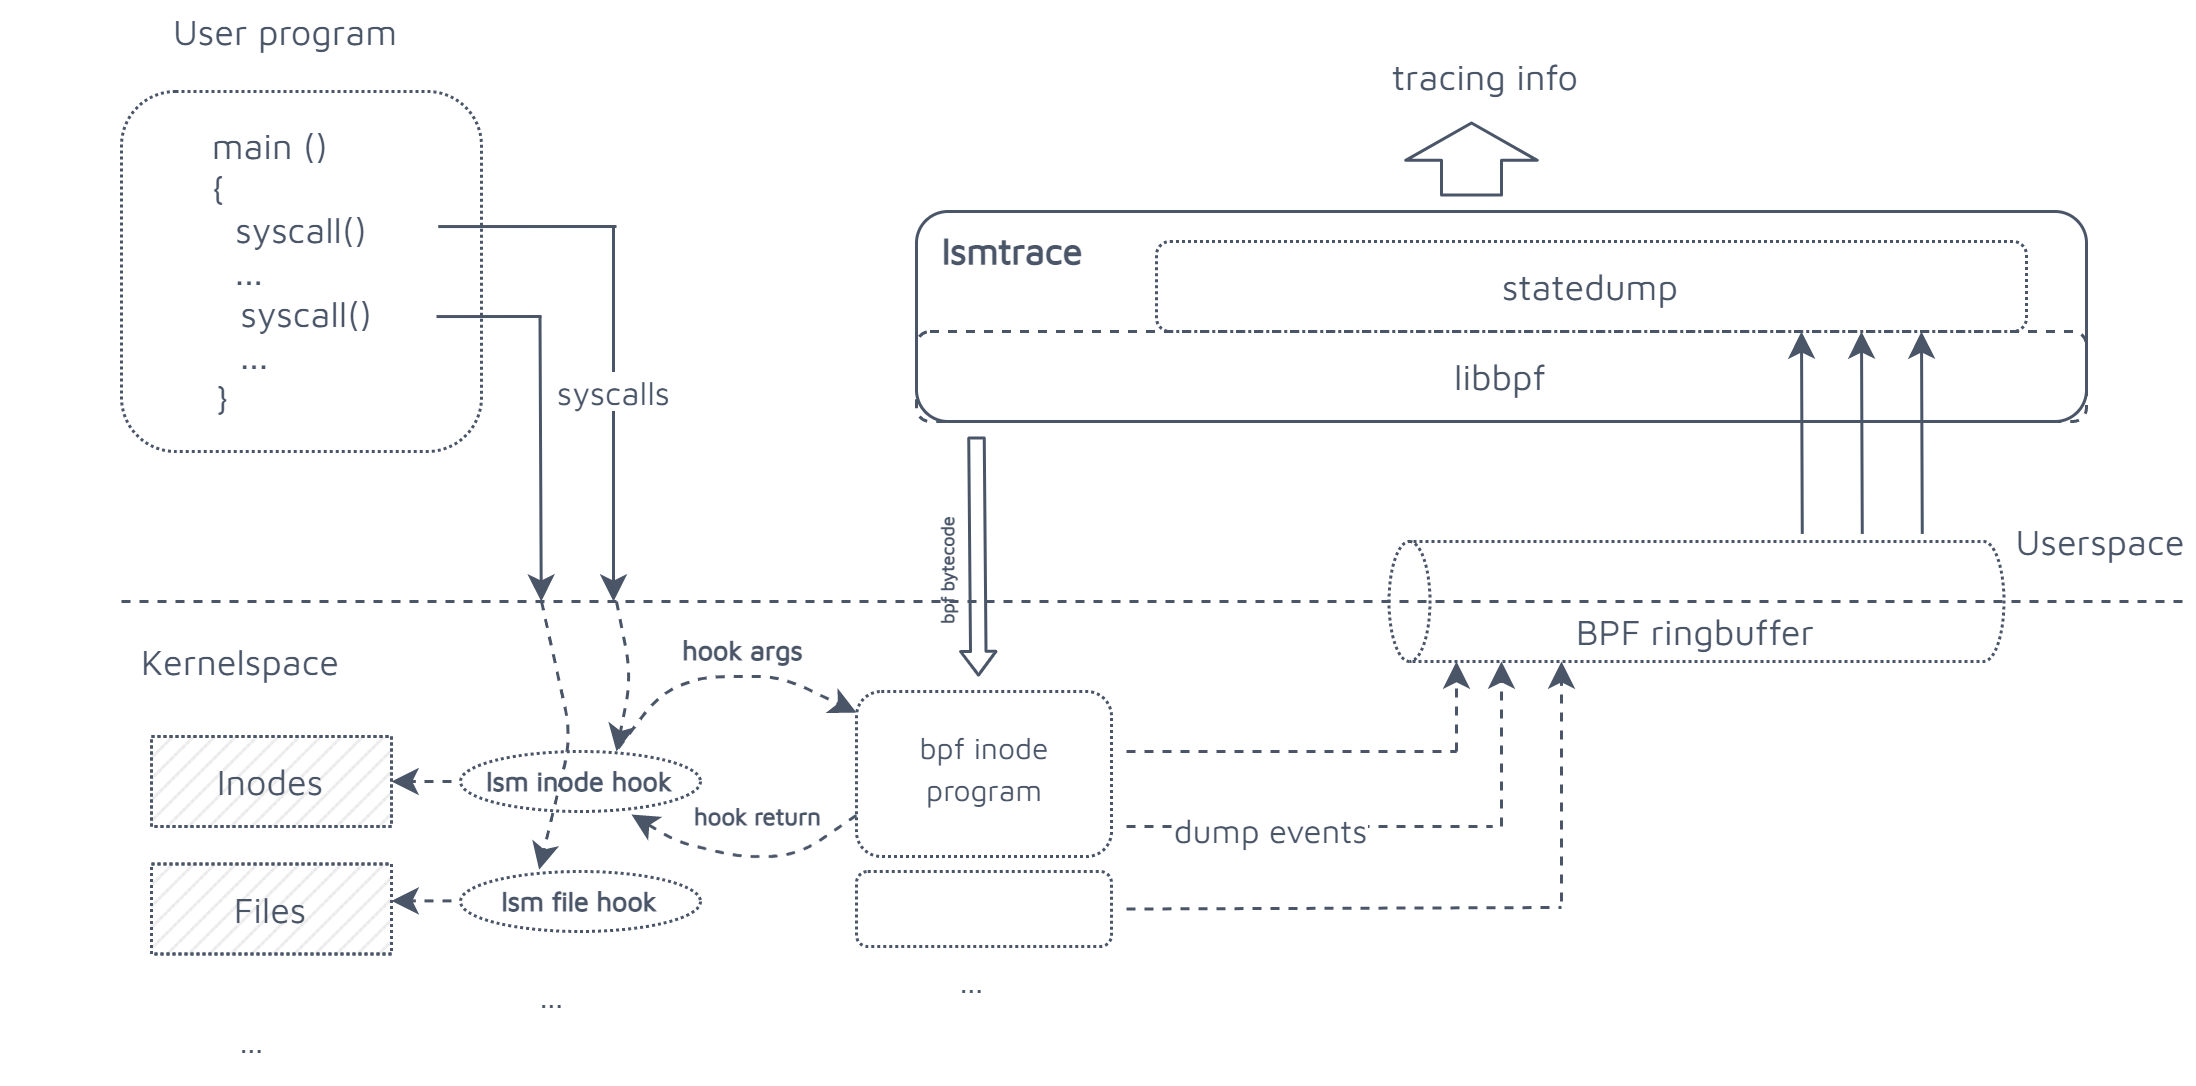 User program
main ()
{
syscall()
...
syscall()
...
}
syscalls
tracing info
lsmtrace
statedump
libbpf
bpf bytecode
Userspace
BPF ringbuffer
Kernelspace
hook args
bpf inode
program
Inodes
lsm inode hook
hook return
dump events
Files
lsm file hook
...
...
...